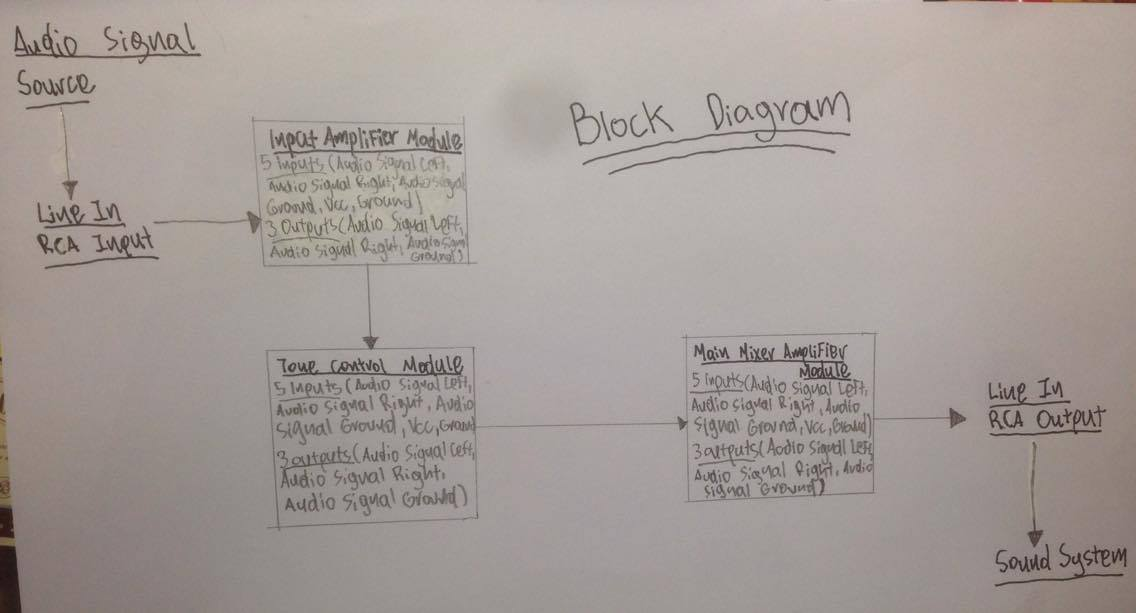 Audio Signal
Source
Block Diagram
Input Amplifier Module
5 Inputs (Audio Signal Left,
Audio Signal Right, Audio Signal
Ground, Vcc, Ground)
3 Outputs (Audio Signal Left,
Audio Signal Right, Audio Signal
Ground)
Line In
RCA Input
Tone Control Module
5 Inputs (Audio Signal Left,
Audio Signal Right, Audio
Signal Ground, Vcc, Ground
3 outputs (Audio Signal Left,
Audio Signal Right,
Audio Signal Ground)
Main Mixer Amplifier
Module
5 Inputs (Audio Signal Left,
Audio Signal Right, Audio
Signal Ground, Vcc, Ground)
3 outputs (Audio Signal Left,
Audio Signal Right, Audio
Signal Ground)
Line In
RCA Output
Sound System